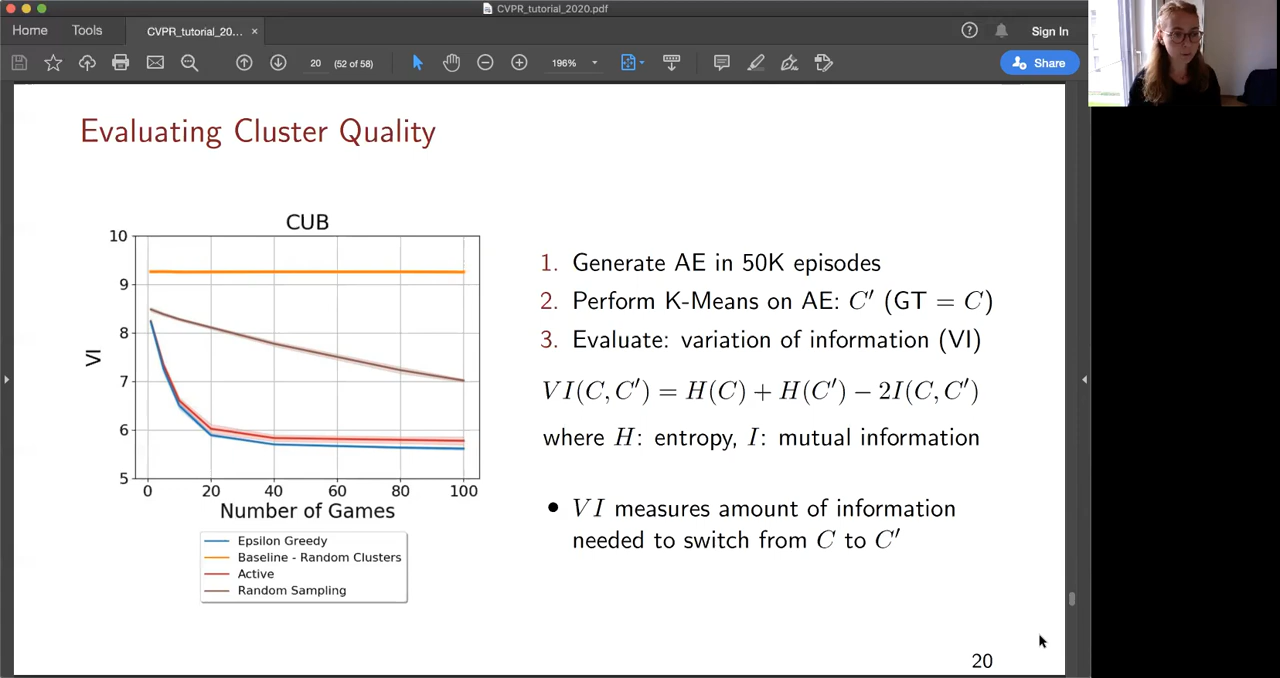 CVPR_tutorial_2020.pdf
Home Tools CVPR_tutorial_20... × ? Sign In
20 (52 of 58) 196% Share
Evaluating Cluster Quality
CUB
10
9
8
7
6
5
VI
0 20 40 60 80 100
Number of Games
Epsilon Greedy
Baseline - Random Clusters
Active
Random Sampling
1. Generate AE in 50K episodes
2. Perform K-Means on AE: C′ (GT = C)
3. Evaluate: variation of information (VI)
VI(C, C′) = H(C) + H(C′) − 2I(C, C′)
where H: entropy, I: mutual information
• VI measures amount of information
needed to switch from C to C′
20